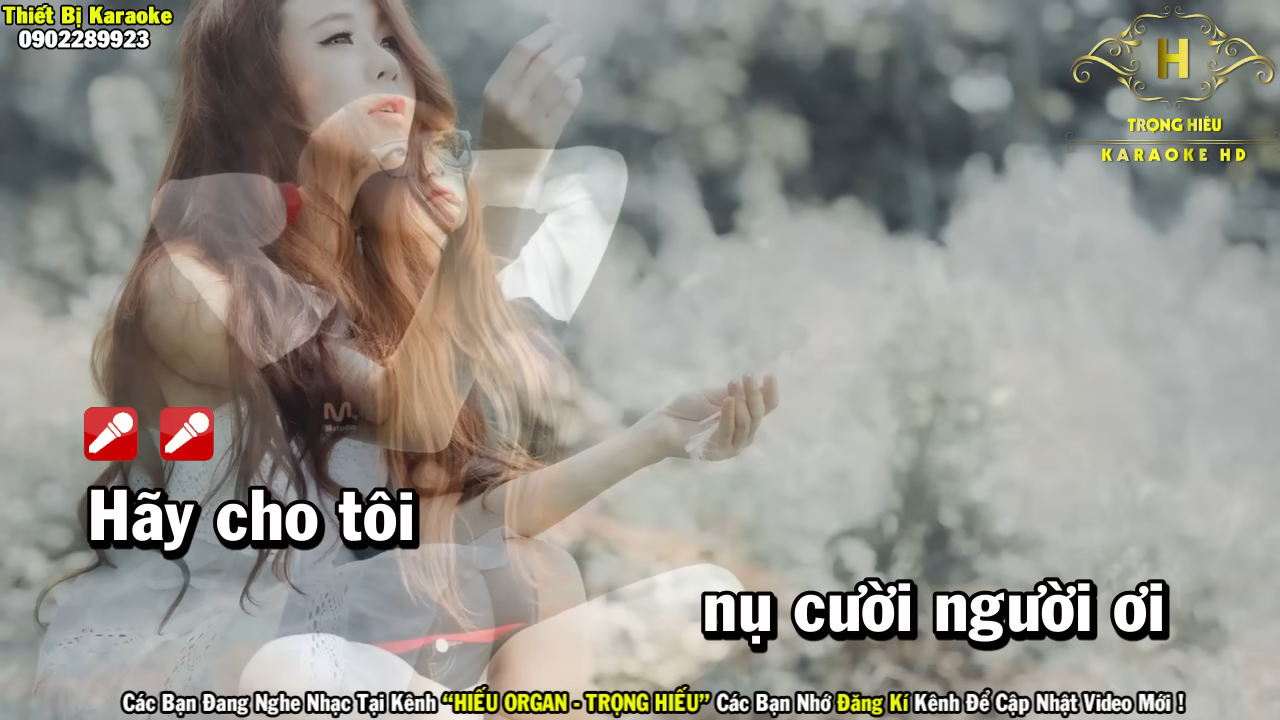 Thiết Bị Karaoke
0902289923
H
TRỌNG HIẾU
KARAOKE HD
Hãy cho tôi
nụ cười người ơi
Các Bạn Đang Nghe Nhạc Tại Kênh “HIẾU ORGAN - TRỌNG HIẾU” Các Bạn Nhớ Đăng Kí Kênh Để Cập Nhật Video Mới !